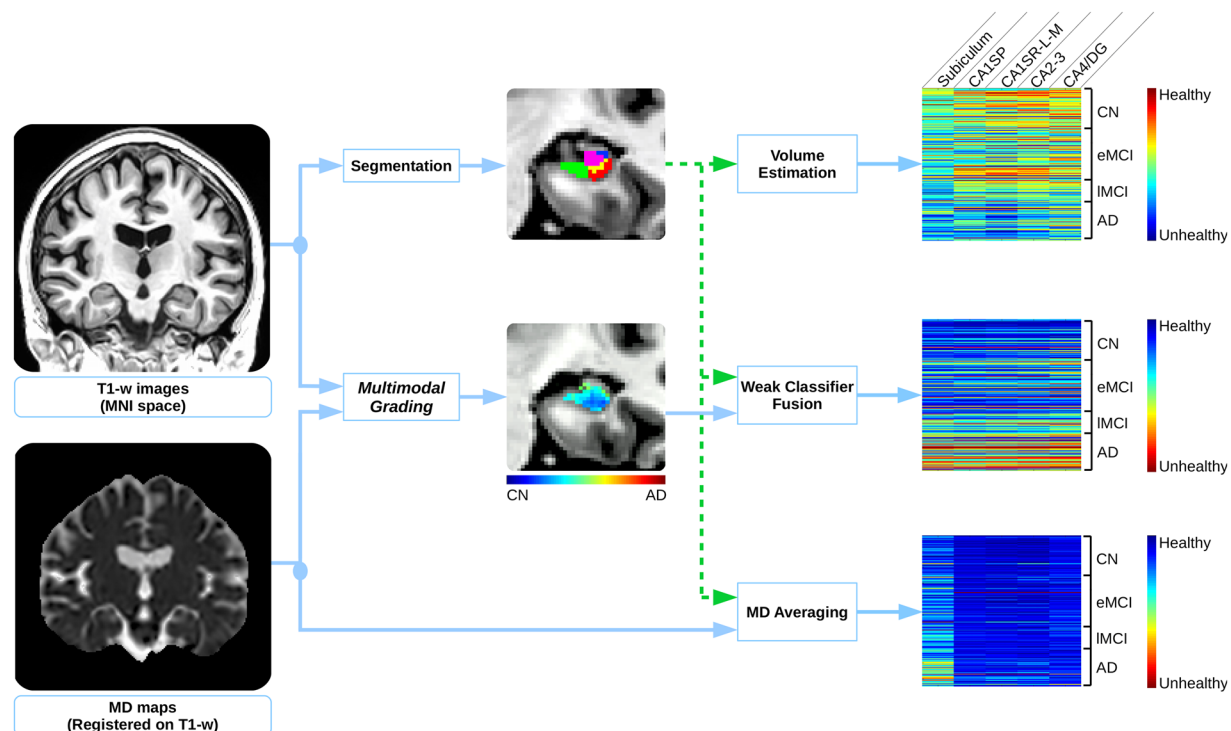 Subiculum
CA1SP
CA1SR-L-M
CA2-3
CA4/DG
Healthy
CN
eMCI
lMCI
AD
Unhealthy
Segmentation
Volume
Estimation
T1-w images
(MNI space)
Multimodal
Grading
CN
AD
Weak Classifier
Fusion
Healthy
CN
eMCI
lMCI
AD
Unhealthy
MD maps
(Registered on T1-w)
MD Averaging
Healthy
CN
eMCI
lMCI
AD
Unhealthy